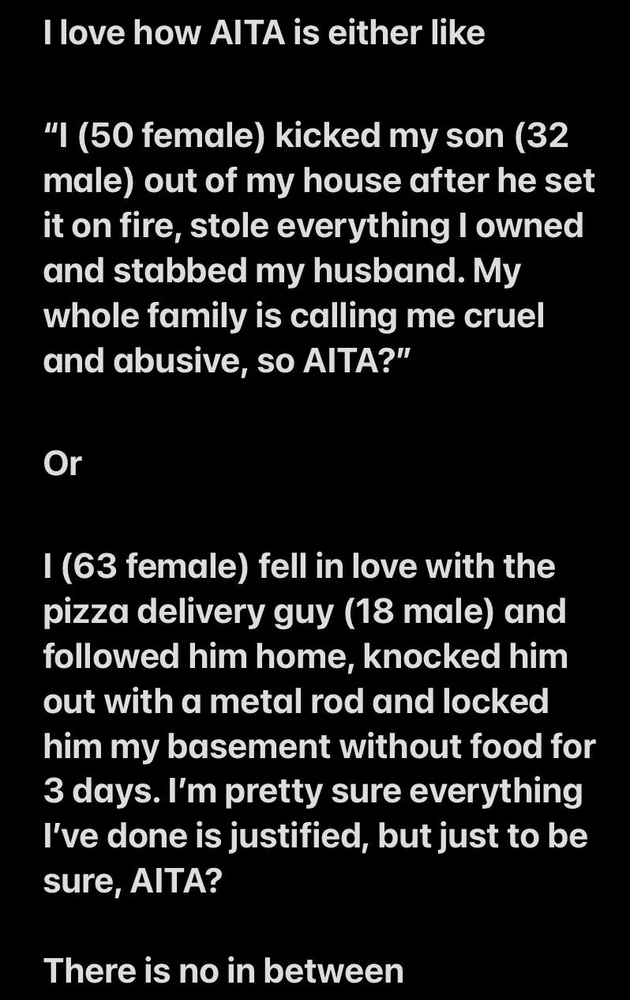 I love how AITA is either like
“I (50 female) kicked my son (32
male) out of my house after he set
it on fire, stole everything I owned
and stabbed my husband. My
whole family is calling me cruel
and abusive, so AITA?”
Or
I (63 female) fell in love with the
pizza delivery guy (18 male) and
followed him home, knocked him
out with a metal rod and locked
him my basement without food for
3 days. I’m pretty sure everything
I’ve done is justified, but just to be
sure, AITA?
There is no in between